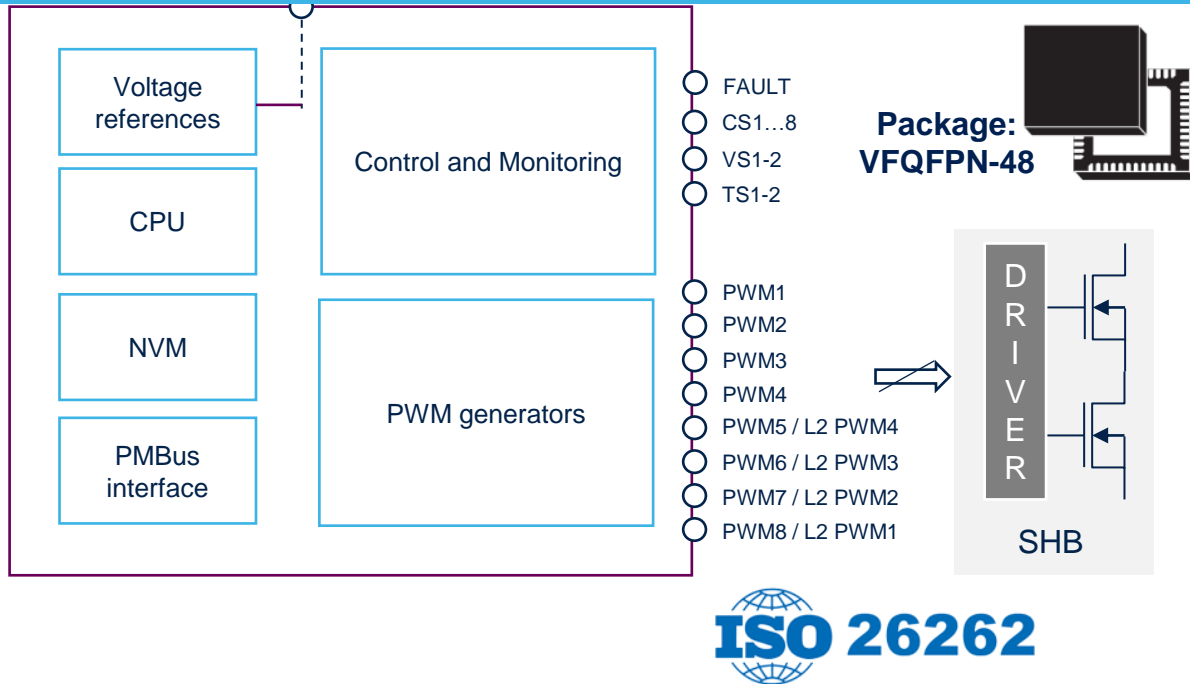 Voltage
references
CPU
NVM
PMBus
interface
Control and Monitoring
PWM generators
FAULT
CS1…8
VS1-2
TS1-2
PWM1
PWM2
PWM3
PWM4
PWM5 / L2 PWM4
PWM6 / L2 PWM3
PWM7 / L2 PWM2
PWM8 / L2 PWM1
Package:
VFQFPN-48
D
R
I
V
E
R
SHB
ISO 26262